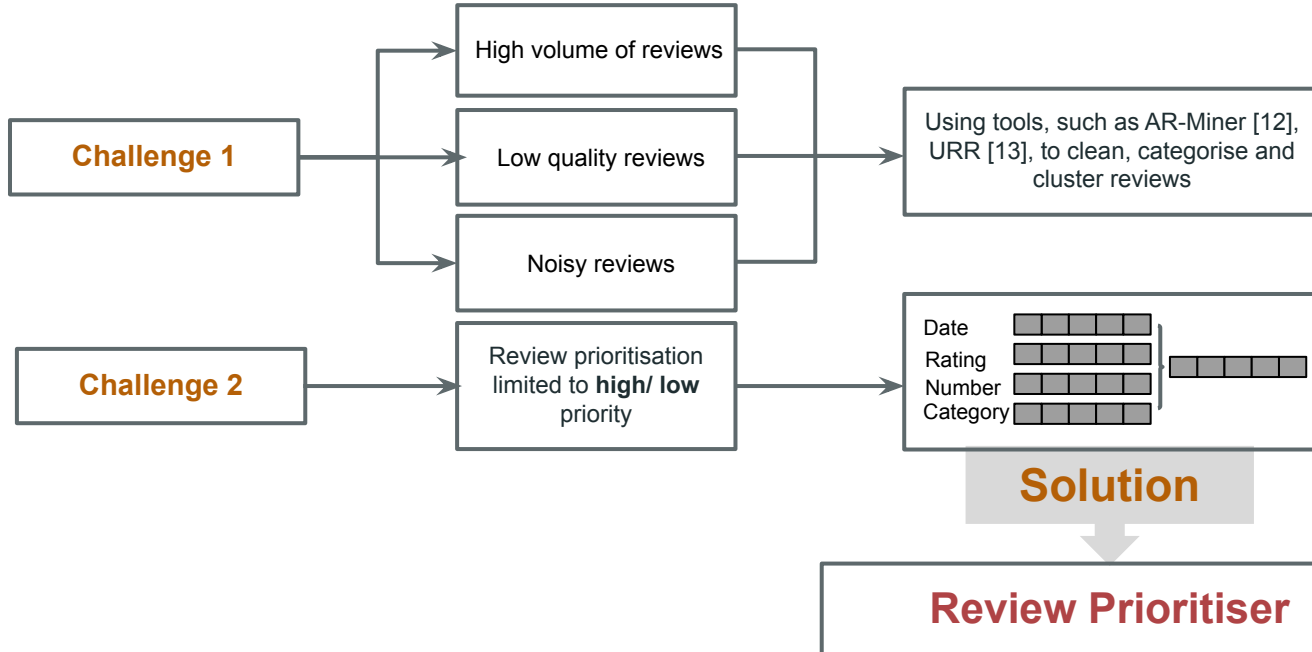 Challenge 1
High volume of reviews
Low quality reviews
Noisy reviews
Using tools, such as AR-Miner [12],
URR [13], to clean, categorise and
cluster reviews
Challenge 2
Review prioritisation
limited to high/ low
priority
Date
Rating
Number
Category
Solution
Review Prioritiser